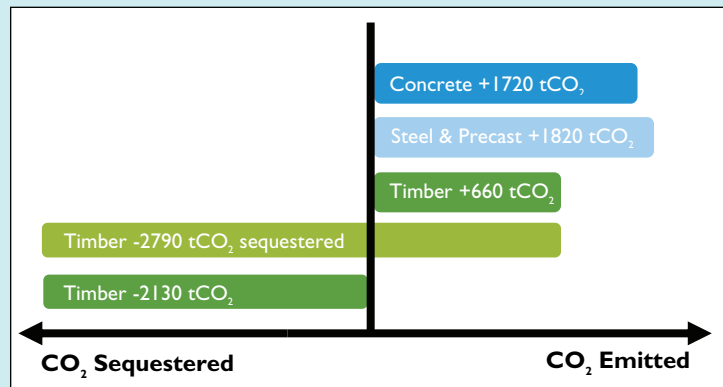 Concrete +1720 tCO₂
Steel & Precast +1820 tCO₂
Timber +660 tCO₂
Timber -2790 tCO₂ sequestered
Timber -2130 tCO₂
CO₂ Sequestered
CO₂ Emitted